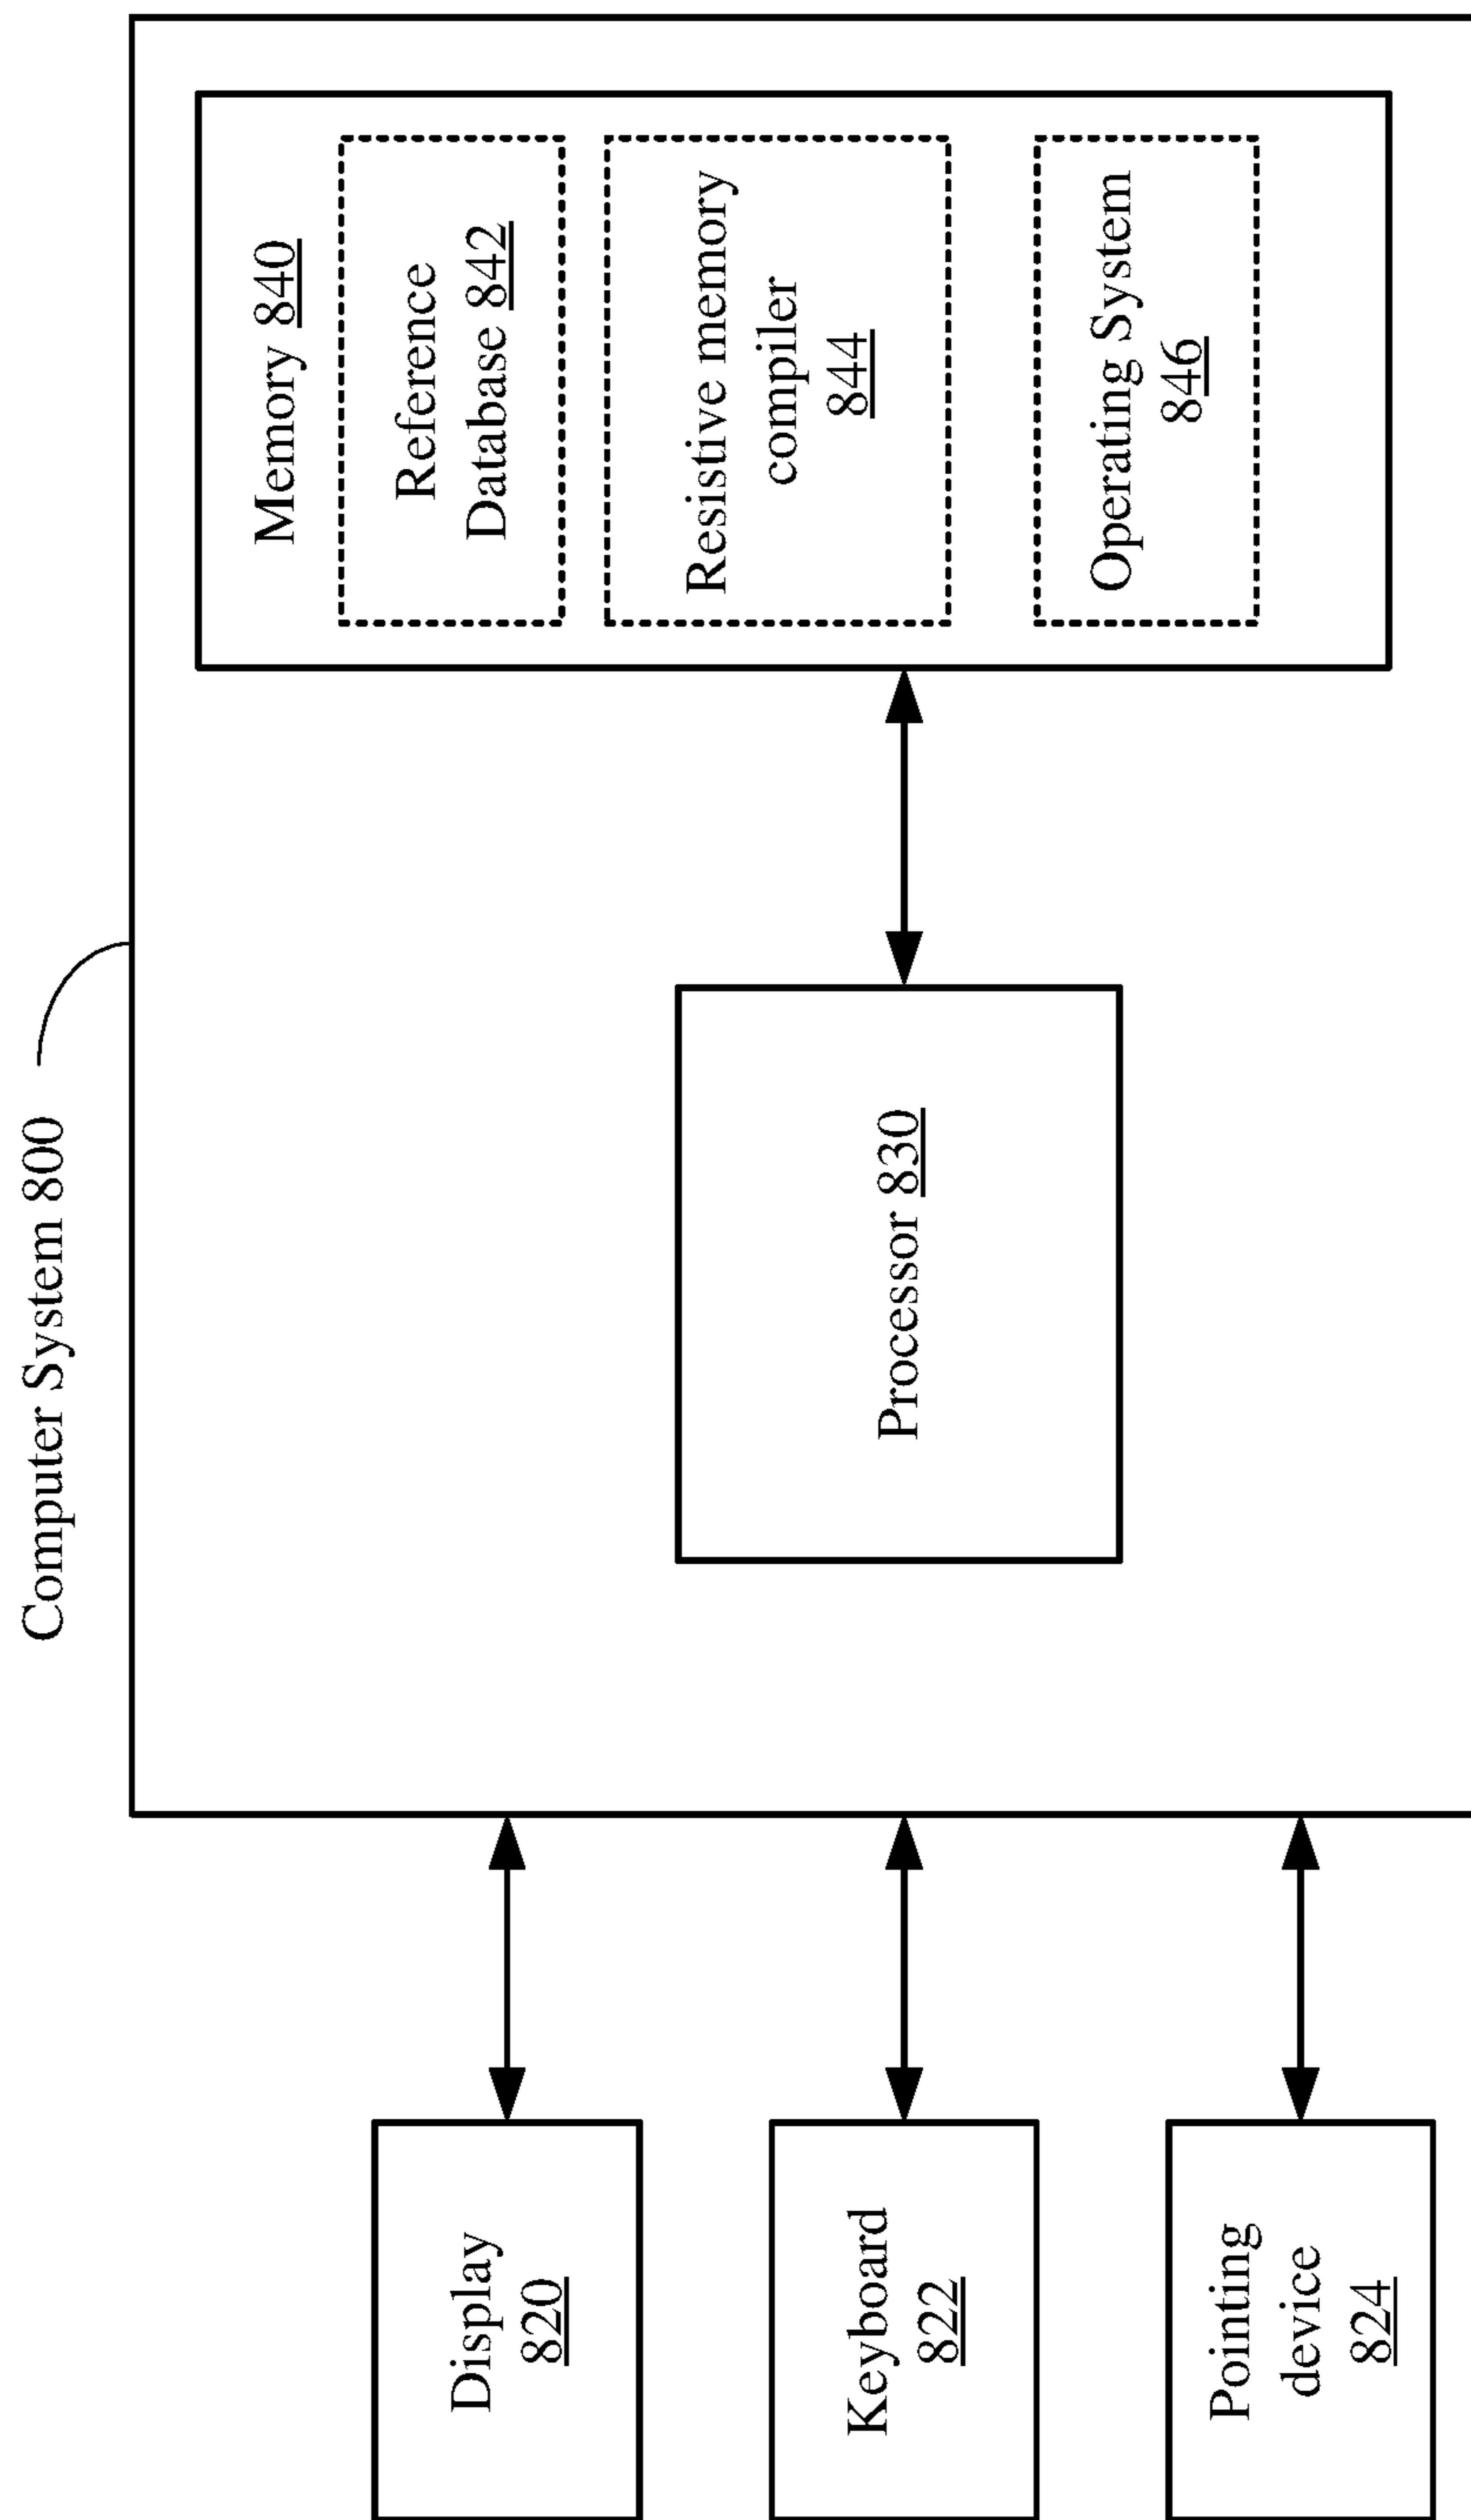 Computer System 800
Display
820
Keyboard
822
Pointing
device
824
Processor 830
Memory 840
Reference
Database 842
Resistive memory
compiler
844
Operating System
846